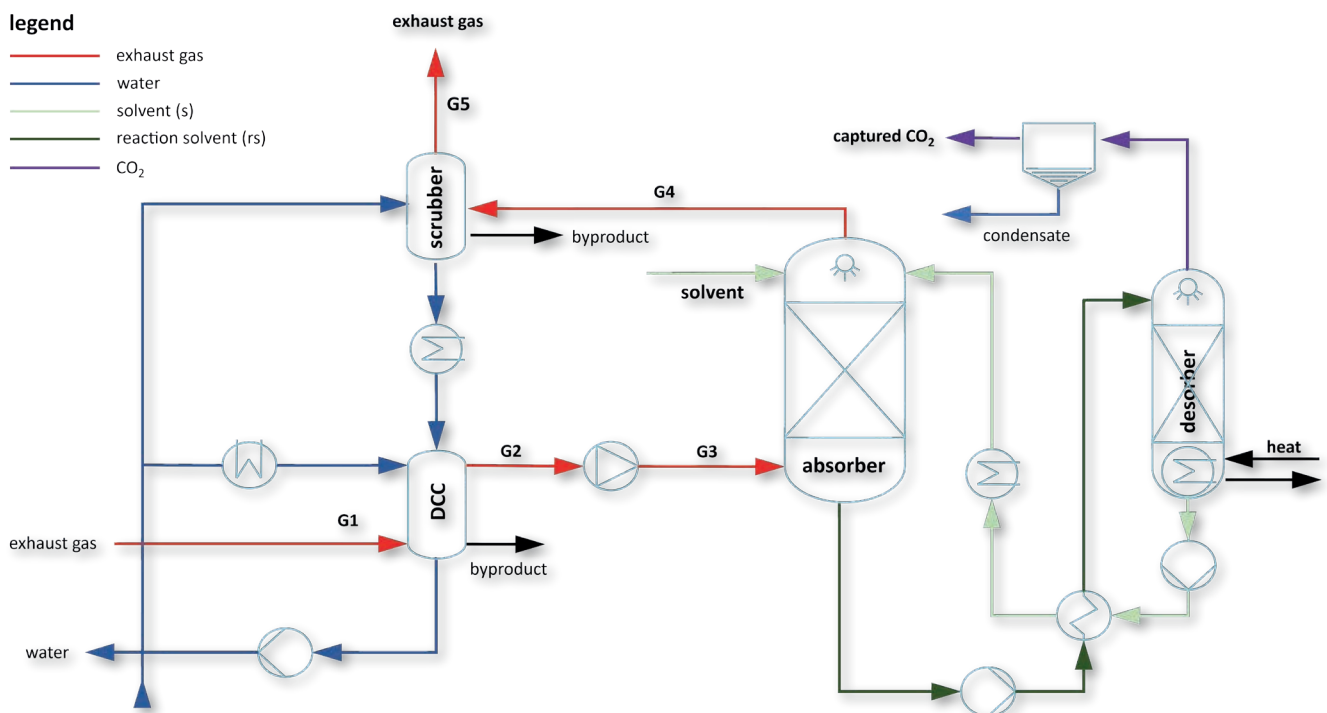 legend
exhaust gas
water
solvent (s)
reaction solvent (rs)
CO₂
exhaust gas
G5
scrubber
G4
byproduct
captured CO₂
condensate
solvent
desorber
heat
G2
G3
absorber
DCC
G1
exhaust gas
byproduct
water